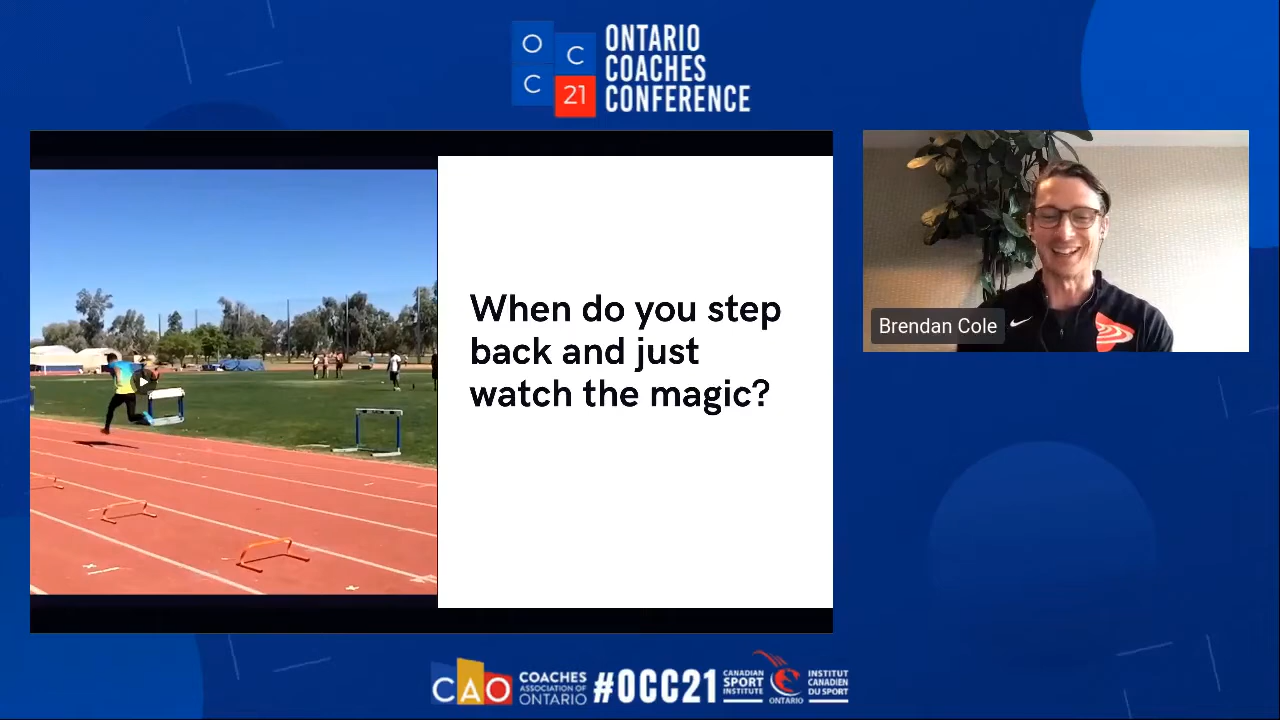 O C
C 21
ONTARIO
COACHES
CONFERENCE
When do you step
back and just
watch the magic?
Brendan Cole
CAO
COACHES
ASSOCIATION OF
ONTARIO
#OCC21
CANADIAN
SPORT
INSTITUTE
ONTARIO
INSTITUT
CANADIEN
DU SPORT